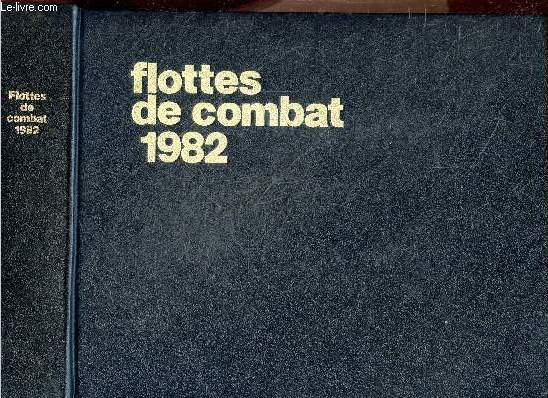 Le-livre.com
Flottes
de
combat
1982
flottes
de combat
1982